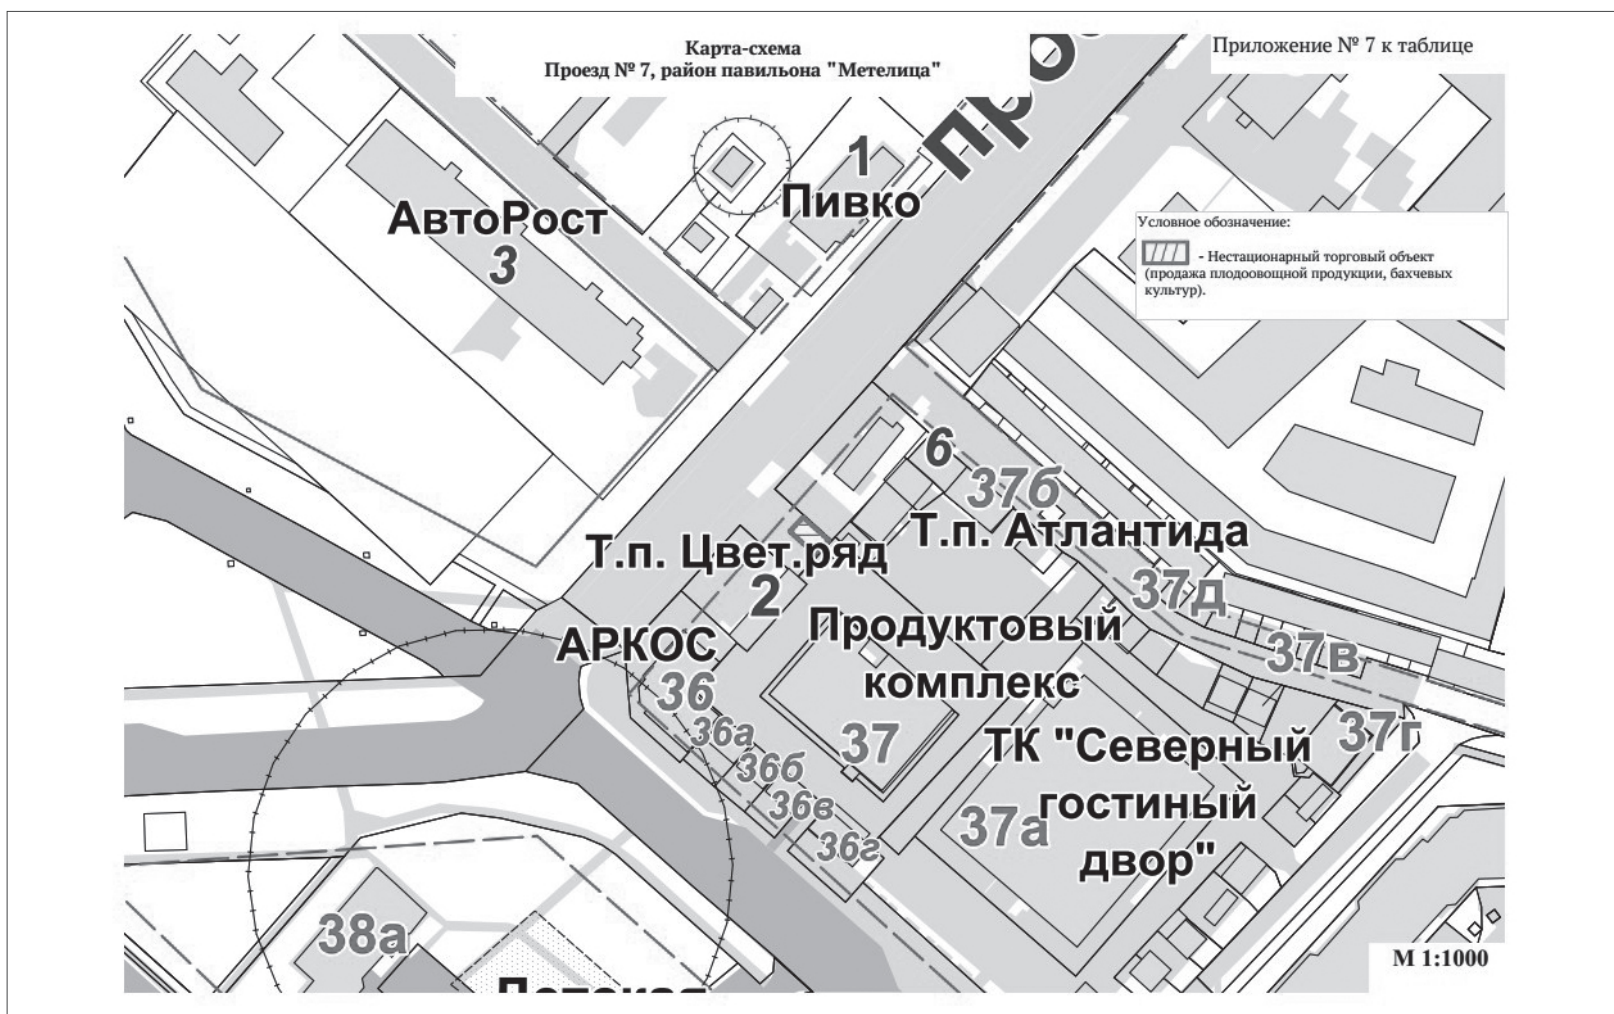 Карта-схема
Проезд № 7, район павильона "Метелица"
Приложение № 7 к таблице
Про
1
Пивко
АвтоРост
3
Условное обозначение:
- Нестационарный торговый объект
(продажа плодоовощной продукции, бахчевых
культур).
6
37б
Т.п. Атлантида
Т.п. Цвет.ряд
2
37д
Продуктовый
комплекс
АРКОС
36
37в
36а
37
37г
ТК "Северный
гостиный
двор"
36б
36в
37а
36г
38а
Детская
М 1:1000